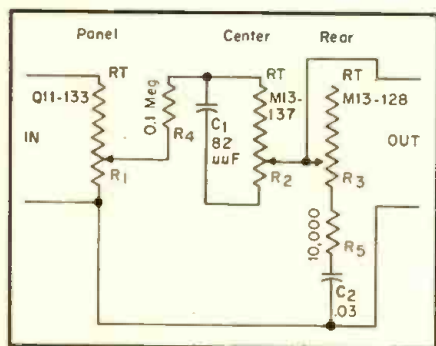 Panel Center Rear
RT RT RT
Q11-133 M13-137 M13-128
IN OUT
0.1 Meg
R4
C1
82
µµF
R1 R2 R3
10,000
R5
C2
.03